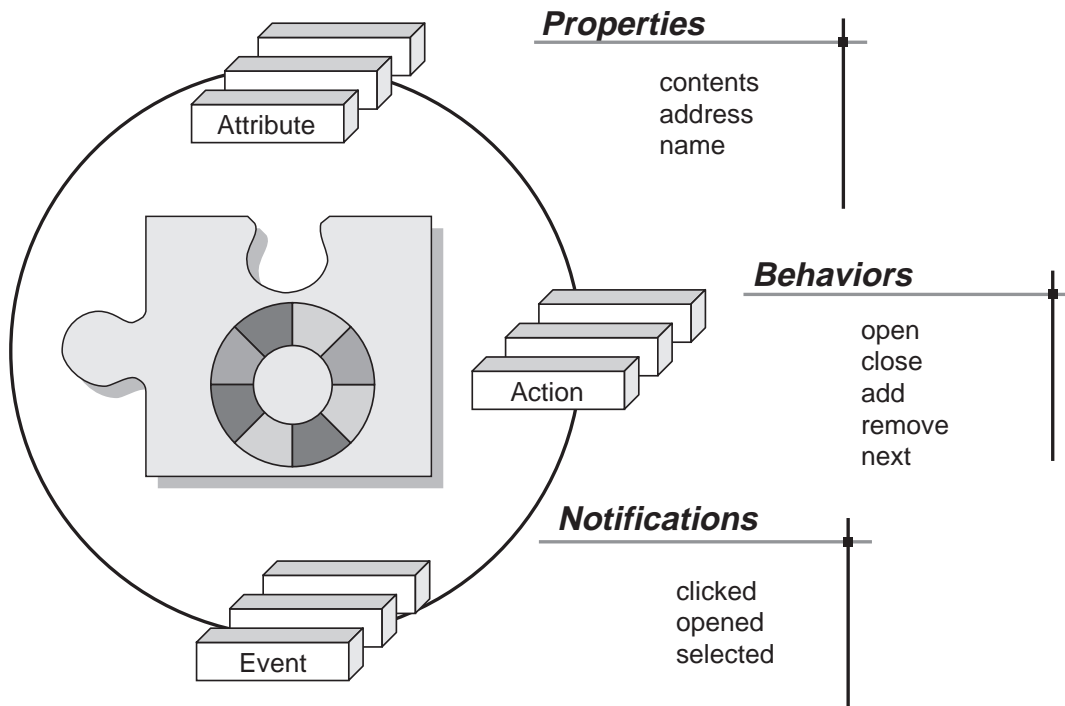 Properties
contents
address
name
Attribute
Behaviors
open
close
add
remove
next
Action
Notifications
clicked
opened
selected
Event